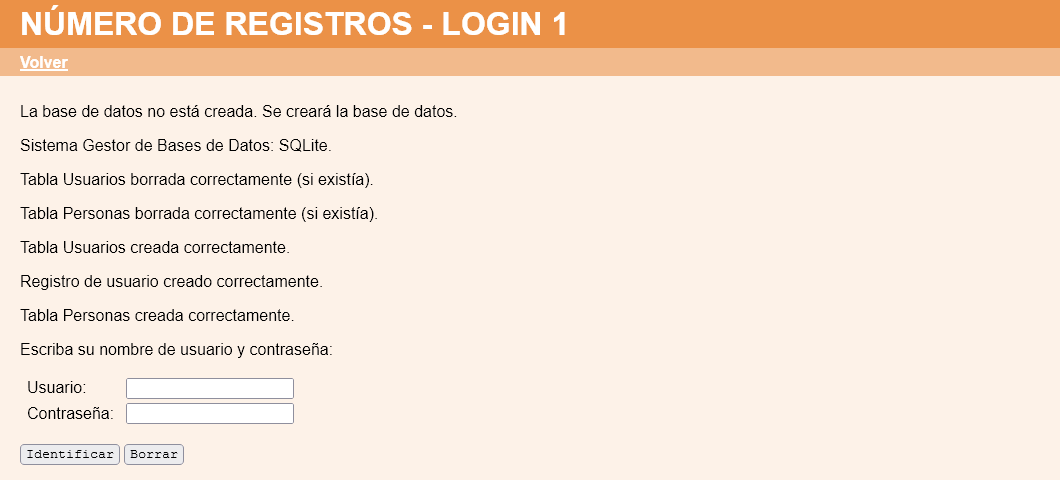 NÚMERO DE REGISTROS - LOGIN 1
Volver
La base de datos no está creada. Se creará la base de datos.
Sistema Gestor de Bases de Datos: SQLite.
Tabla Usuarios borrada correctamente (si existía).
Tabla Personas borrada correctamente (si existía).
Tabla Usuarios creada correctamente.
Registro de usuario creado correctamente.
Tabla Personas creada correctamente.
Escriba su nombre de usuario y contraseña:
Usuario:
Contraseña:
Identificar Borrar